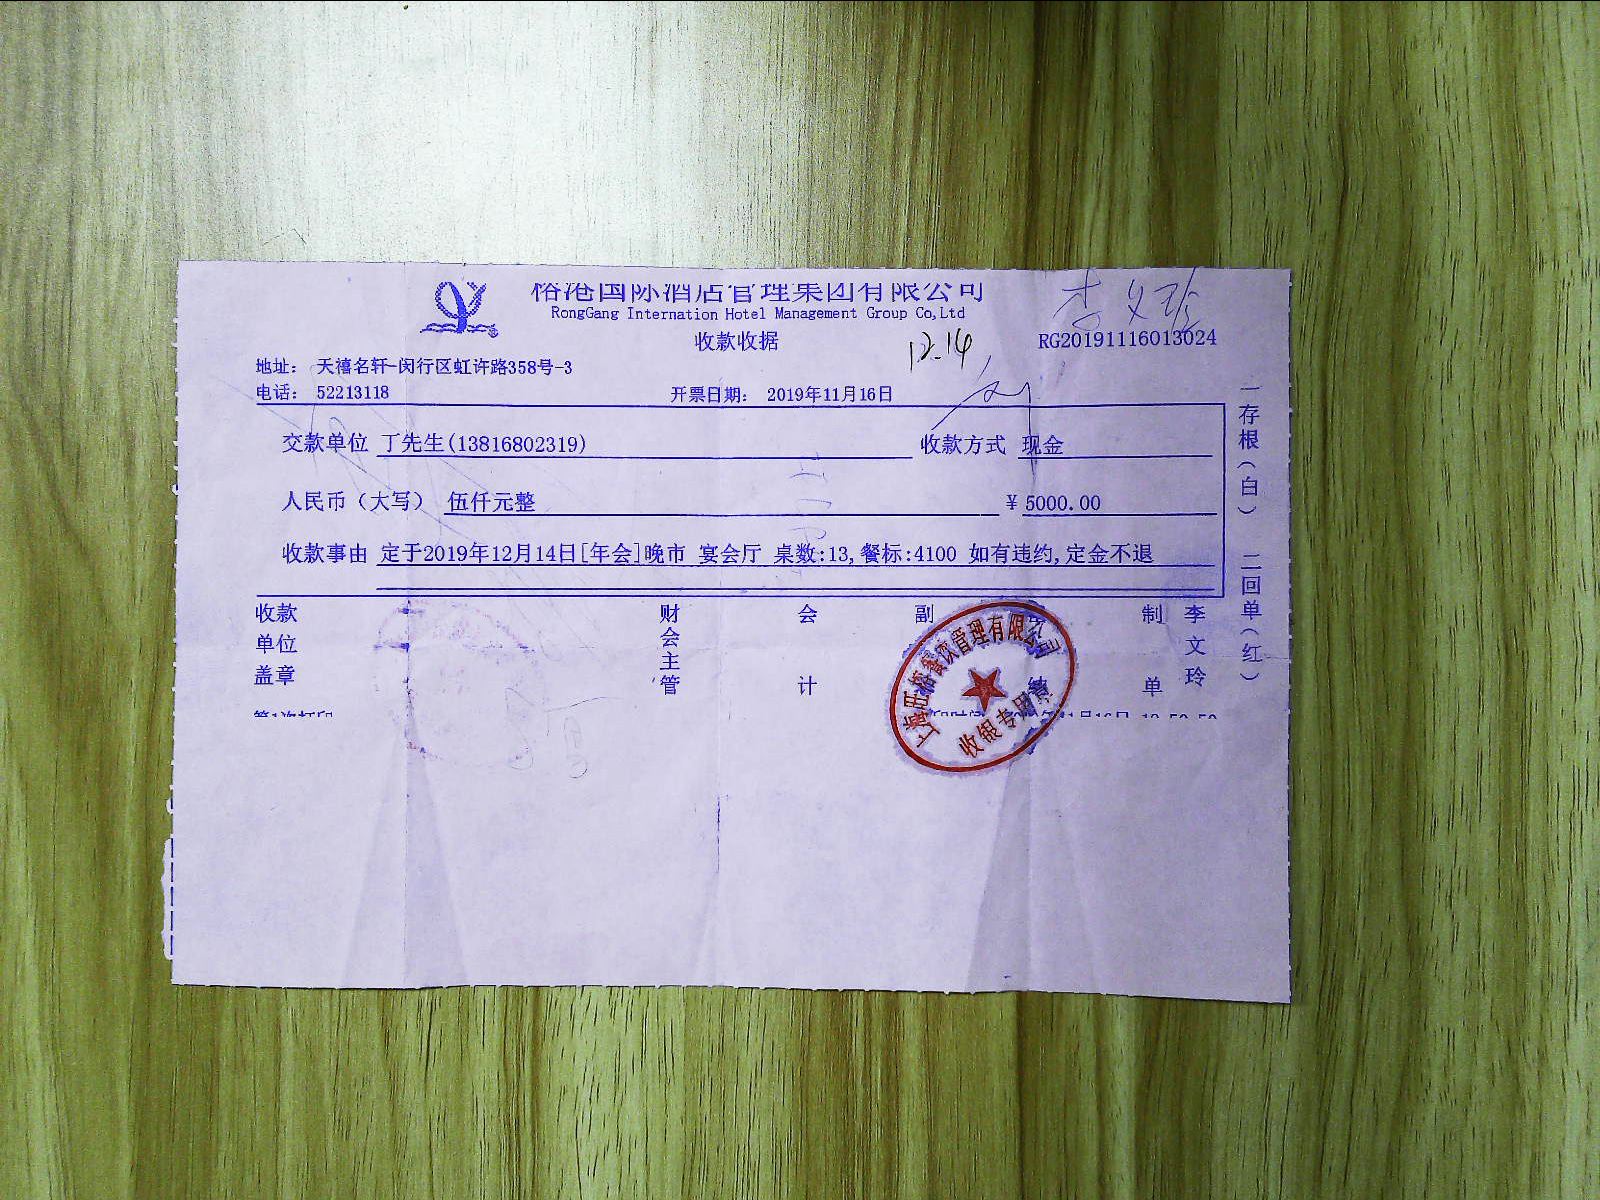 榕港国际酒店管理集团有限公司
RongGang International Hotel Management Group Co,Ltd
收款收据
12.14
RG20191116013024
地址： 天禧名轩-闵行区虹许路358号-3
电话： 52213118
开票日期： 2019年11月16日
交款单位 丁先生(13816802319)
收款方式 现金
人民币（大写） 伍仟元整
￥5000.00
收款事由 定于2019年12月14日[年会]晚市 宴会厅 桌数:13,餐标:4100 如有违约,定金不退
收款单位盖章
财会主管
会计
副
制单
李文玲
一存根（白） 二回单（红）
收银专用章
第1次打印